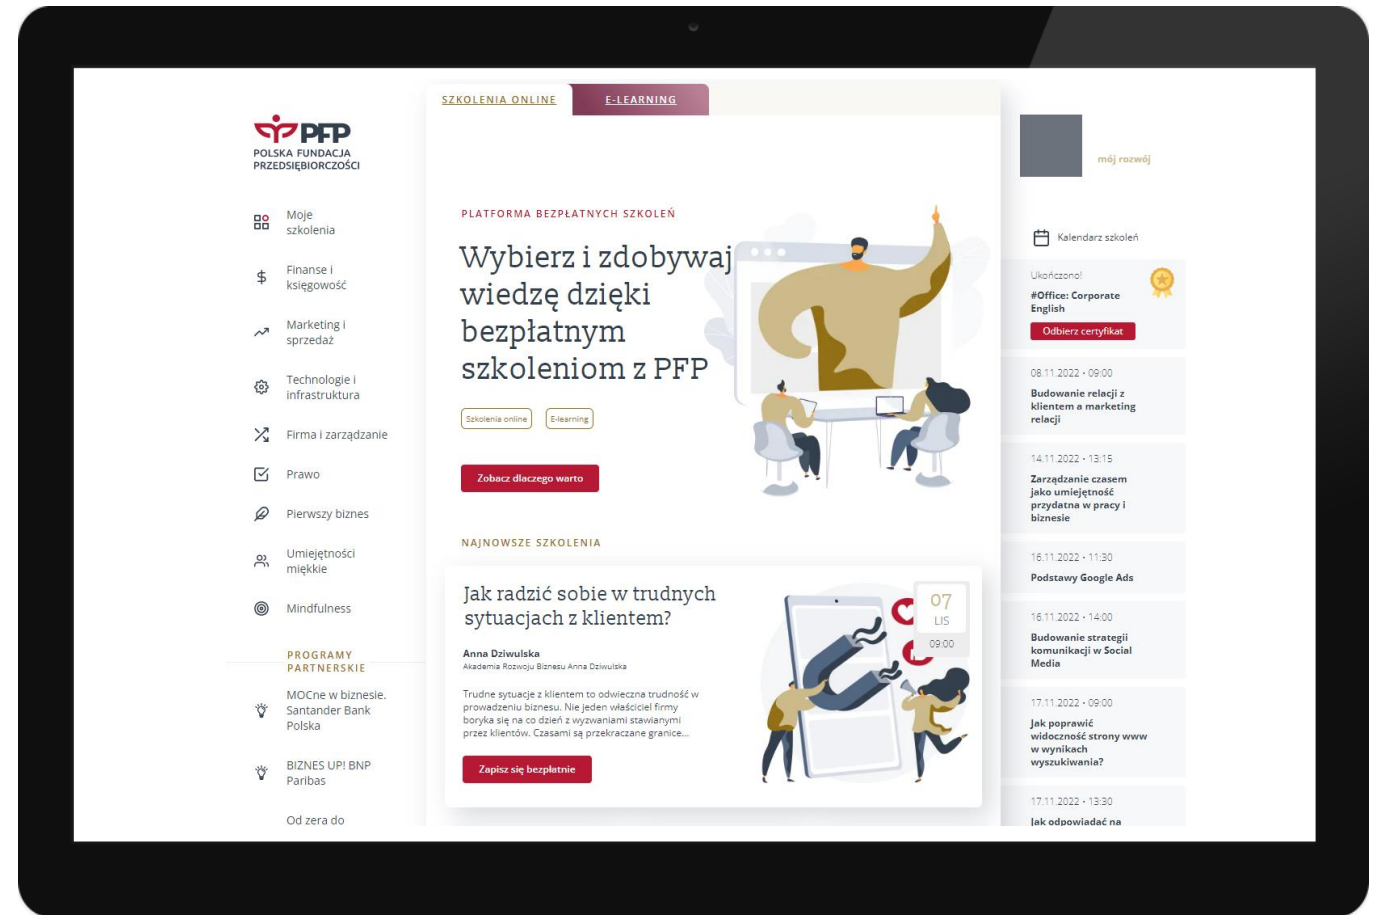 SZKOLENIA ONLINE
E-LEARNING
PFP
POLSKA FUNDACJA
PRZEDSIĘBIORCZOŚCI
mój rozwój
Moje
szkolenia
Finanse i
księgowość
Marketing i
sprzedaż
Technologie i
infrastruktura
Firma i zarządzanie
Prawo
Pierwszy biznes
Umiejętności
miękkie
Mindfulness
PROGRAMY
PARTNERSKIE
MOCne w biznesie.
Santander Bank
Polska
BIZNES UP! BNP
Paribas
Od zera do
PLATFORMA BEZPŁATNYCH SZKOLEŃ
Wybierz i zdobywaj
wiedzę dzięki
bezpłatnym
szkoleniom z PFP
Szkolenia online
E-learning
Zobacz dlaczego warto
NAJNOWSZE SZKOLENIA
Jak radzić sobie w trudnych
sytuacjach z klientem?
07
LIS
09:00
Anna Dziwulska
Akademia Rozwoju Biznesu Anna Dziwulska
Trudne sytuacje z klientem to odwieczna trudność w
prowadzeniu biznesu. Nie jeden właściciel firmy
boryka się na co dzień z wyzwaniami stawianymi
przez klientów. Czasami są przekraczane granice...
Zapisz się bezpłatnie
Kalendarz szkoleń
Ukończono!
#Office: Corporate
English
Odbierz certyfikat
08.11.2022 • 09:00
Budowanie relacji z
klientem a marketing
relacji
14.11.2022 • 13:15
Zarządzanie czasem
jako umiejętność
przydatna w pracy i
biznesie
16.11.2022 • 11:30
Podstawy Google Ads
16.11.2022 • 14:00
Budowanie strategii
komunikacji w Social
Media
17.11.2022 • 09:00
Jak poprawić
widoczność strony www
w wynikach
wyszukiwania?
17.11.2022 • 13:30
Jak odpowiadać na